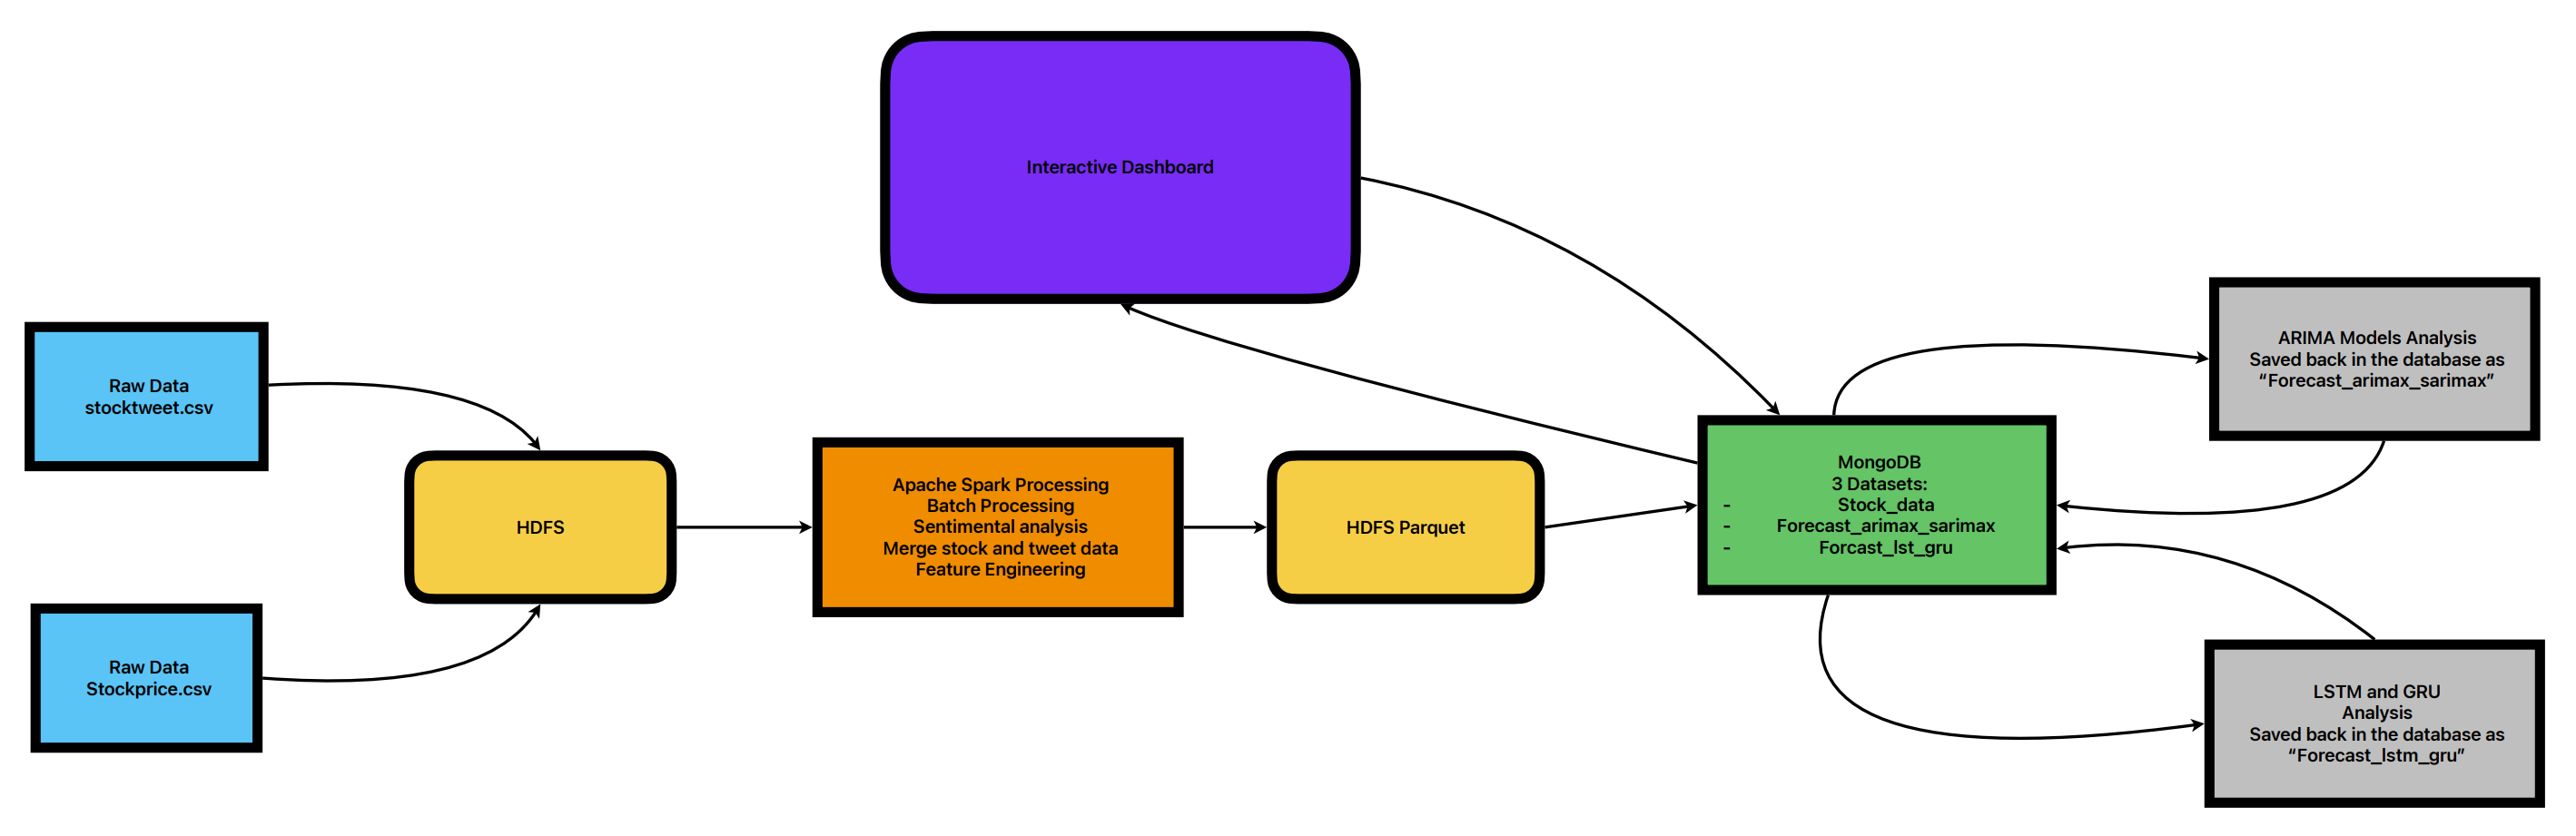 Interactive Dashboard
Raw Data
stocktweet.csv
Raw Data
Stockprice.csv
HDFS
Apache Spark Processing
Batch Processing
Sentimental analysis
Merge stock and tweet data
Feature Engineering
HDFS Parquet
MongoDB
3 Datasets:
- Stock_data
- Forecast_arimax_sarimax
- Forcast_lst_gru
ARIMA Models Analysis
Saved back in the database as
“Forecast_arimax_sarimax”
LSTM and GRU
Analysis
Saved back in the database as
“Forecast_lstm_gru”